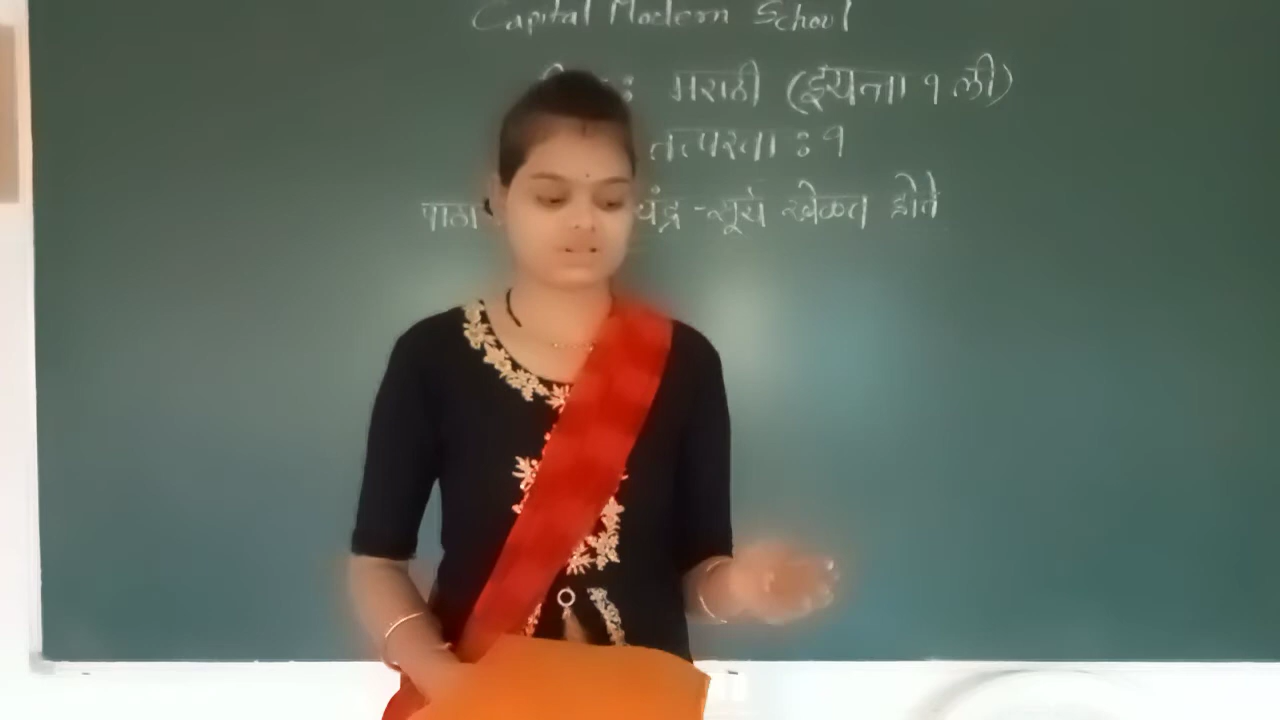 Capital Modern School
मराठी (इयत्ता १ ली)
तत्परता : १
पाठा चंद्र - सूर्य खेळत होते